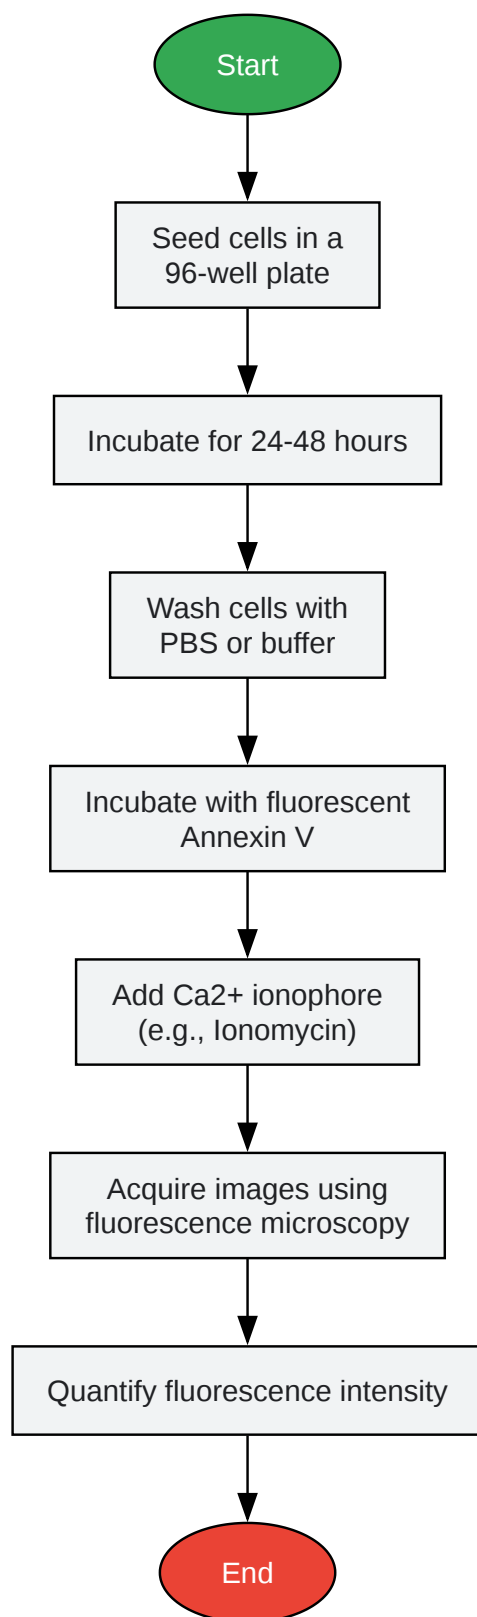 Start
Seed cells in a
96-well plate
Incubate for 24-48 hours
Wash cells with
PBS or buffer
Incubate with fluorescent
Annexin V
Add Ca2+ ionophore
(e.g., Ionomycin)
Acquire images using
fluorescence microscopy
Quantify fluorescence intensity
End